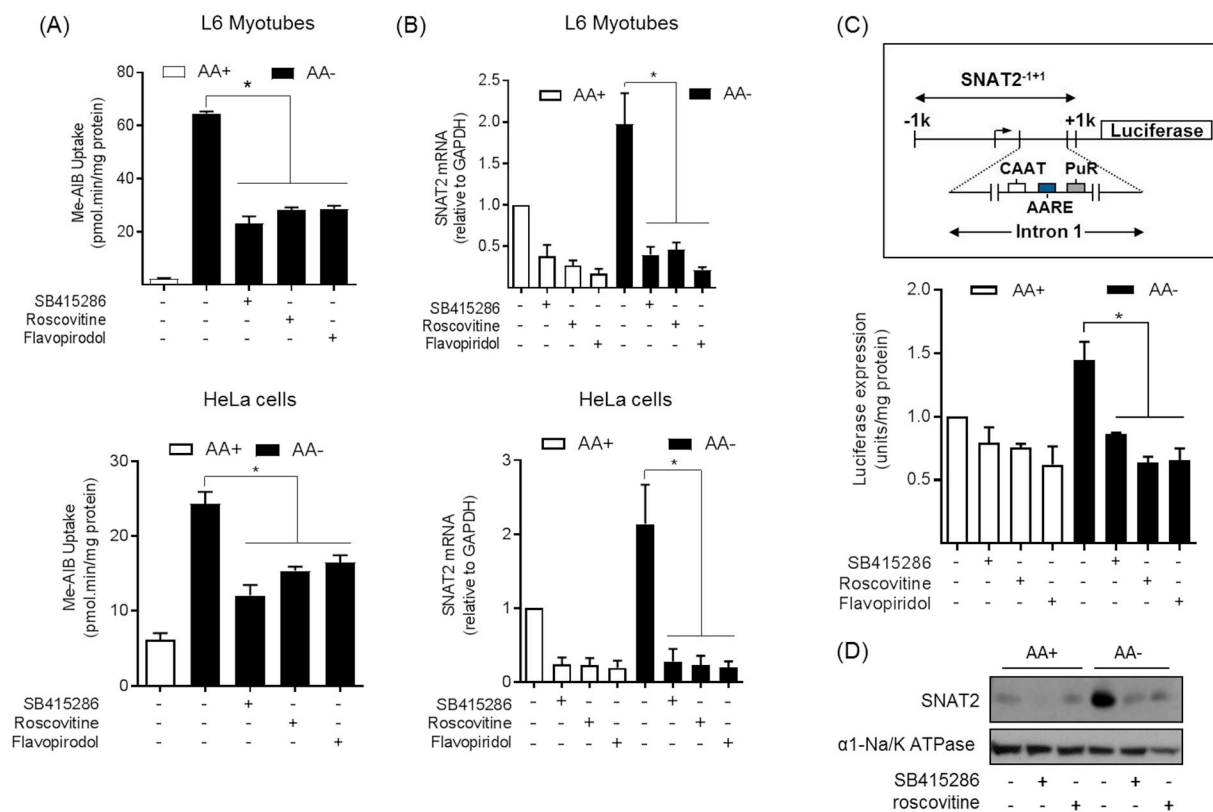 (A)
L6 Myotubes
AA+ AA-
*
80
60
40
20
Me-AIB Uptake
(pmol.min/mg protein)
SB415286 - - + - -
Roscovitine - - - + -
Flavopirodol - - - - +
HeLa cells
AA+ AA-
*
30
20
10
0
Me-AIB Uptake
(pmol.min/mg protein)
SB415286 - - + - -
Roscovitine - - - + -
Flavopirodol - - - - +
(B)
L6 Myotubes
AA+ AA-
*
2.5
2.0
1.5
1.0
0.5
SNAT2 mRNA
(relative to GAPDH)
SB415286 - + - - - + - -
Roscovitine - - + - - - + -
Flavopiridol - - - + - - - +
HeLa cells
AA+ AA-
*
3
2
1
0
SNAT2 mRNA
(relative to GAPDH)
SB415286 - + - - - + - -
Roscovitine - - + - - - + -
Flavopiridol - - - + - - - +
(C)
SNAT2-1+1
-1k +1k
Luciferase
CAAT PuR
AARE
Intron 1
AA+ AA-
*
2.0
1.5
1.0
0.5
0
Luciferase expression
(units/mg protein)
SB415286 - + - - - + - -
Roscovitine - - + - - - + -
Flavopiridol - - - + - - - +
(D)
AA+ AA-
SNAT2
α1-Na/K ATPase
SB415286 - + - - + -
roscovitine - - + - - +